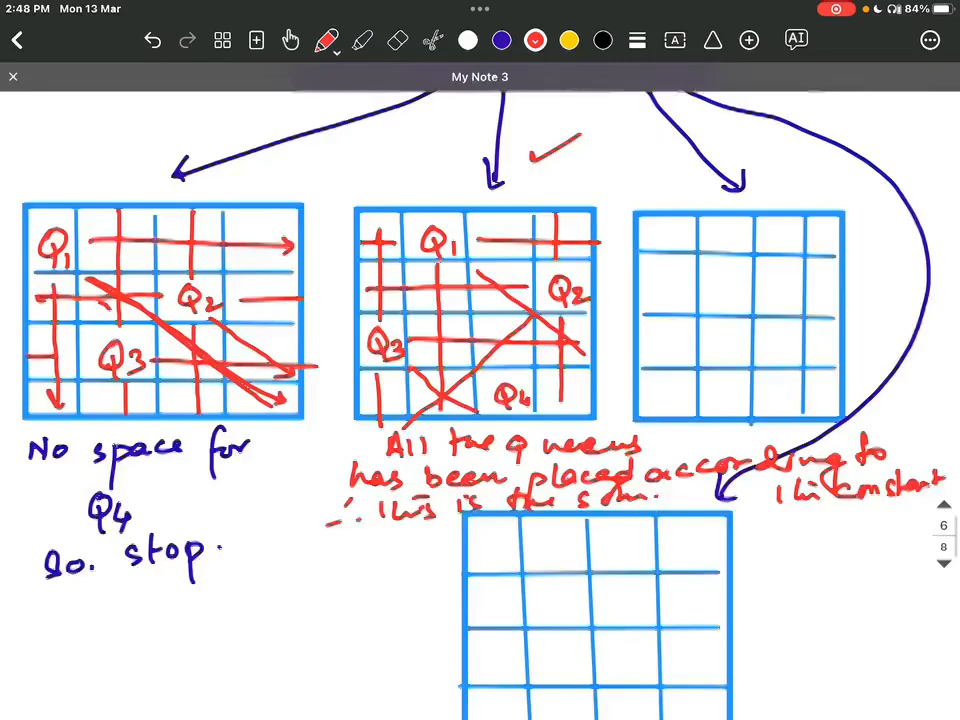 2:48 PM Mon 13 Mar
84%
A
AI
My Note 3
Q1
Q2
Q3
Q1
Q2
Q3
Q4
No space for
Q4
So. stop.
All the queens
has been placed according to
this constant
∴ this is the soln.
6
8